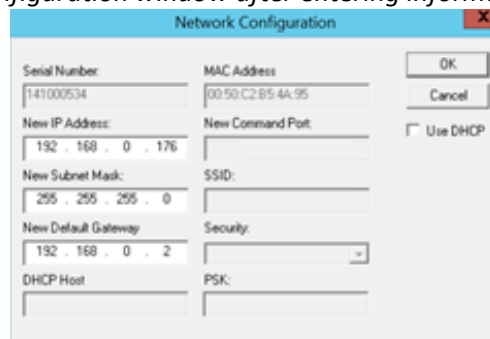 figuration window after entering inform
Network Configuration
X
Serial Number:
MAC Address
OK
141000534
00:50:C2:B5:4A:95
Cancel
New IP Address:
New Command Port:
Use DHCP
192 . 168 . 0 . 176
New Subnet Mask:
SSID:
255 . 255 . 255 . 0
New Default Gateway
Security:
192 . 168 . 0 . 2
DHCP Host
PSK: